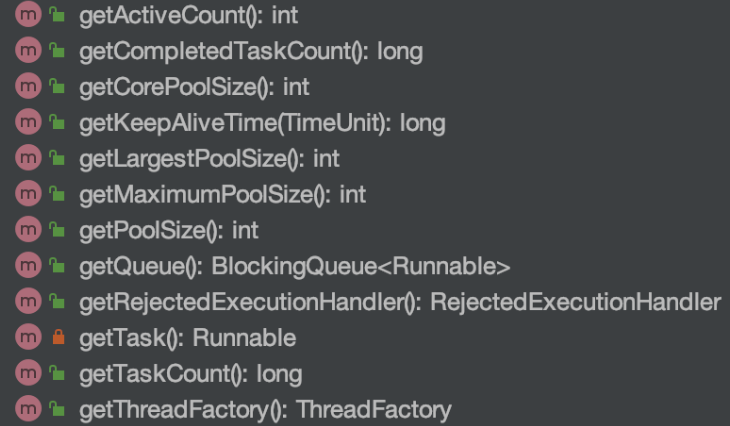 m getActiveCount(): int
m getCompletedTaskCount(): long
m getCorePoolSize(): int
m getKeepAliveTime(TimeUnit): long
m getLargestPoolSize(): int
m getMaximumPoolSize(): int
m getPoolSize(): int
m getQueue(): BlockingQueue<Runnable>
m getRejectedExecutionHandler(): RejectedExecutionHandler
m getTask(): Runnable
m getTaskCount(): long
m getThreadFactory(): ThreadFactory